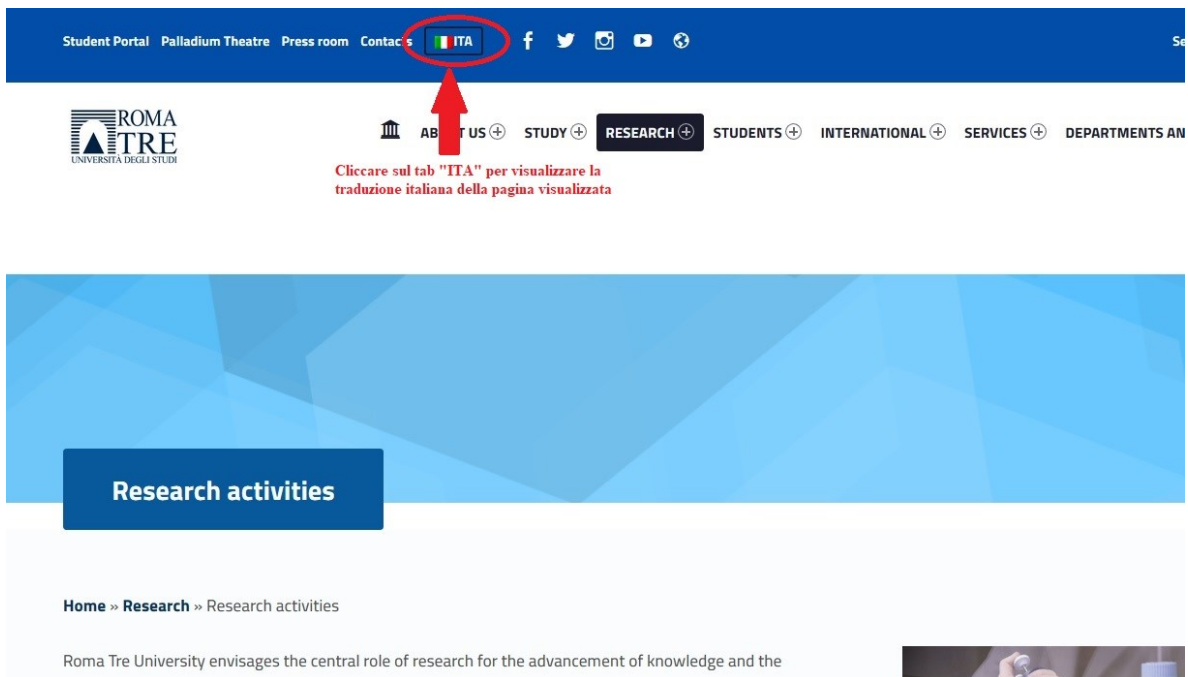 Student Portal Palladium Theatre Press room Contacts ITA
ROMA
TRE
UNIVERSITÀ DEGLI STUDI
ABOUT US STUDY RESEARCH STUDENTS INTERNATIONAL SERVICES DEPARTMENTS AN
Cliccare sul tab "ITA" per visualizzare la
traduzione italiana della pagina visualizzata
Research activities
Home » Research » Research activities
Roma Tre University envisages the central role of research for the advancement of knowledge and the